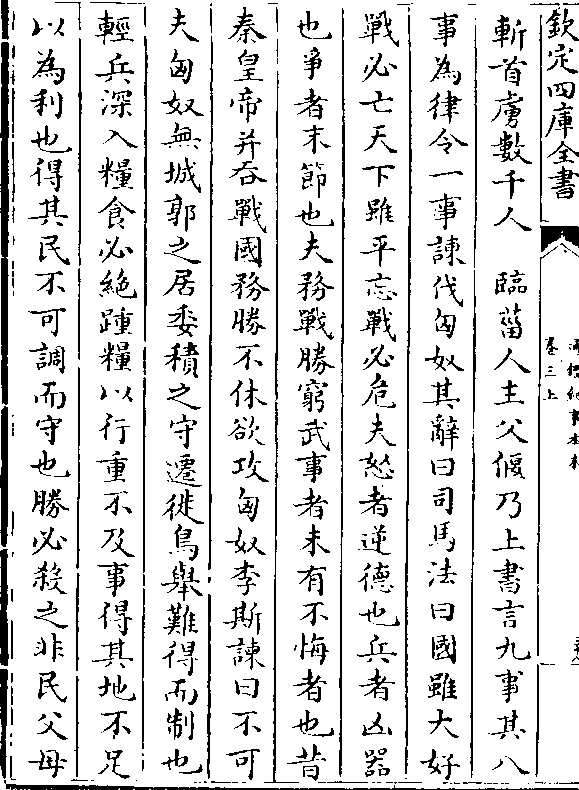 欽定四庫全書
卷三上
斬首虜數千人　臨菑人主父偃乃上書言九事其八
事為律令一事諫伐匈奴其辭曰司馬法曰國雖大好
戰必亡天下雖平忘戰必危夫怒者逆德也兵者凶器
也爭者末節也夫務戰勝窮武事者未有不悔者也昔
秦皇帝并吞戰國務勝不休欲攻匈奴李斯諫曰不可
夫匈奴無城郭之居委積之守遷徙鳥舉難得而制也
輕兵深入糧食必絕踵糧以行重不及事得其地不足
以為利也得其民不可調而守也勝必殺之非民父母